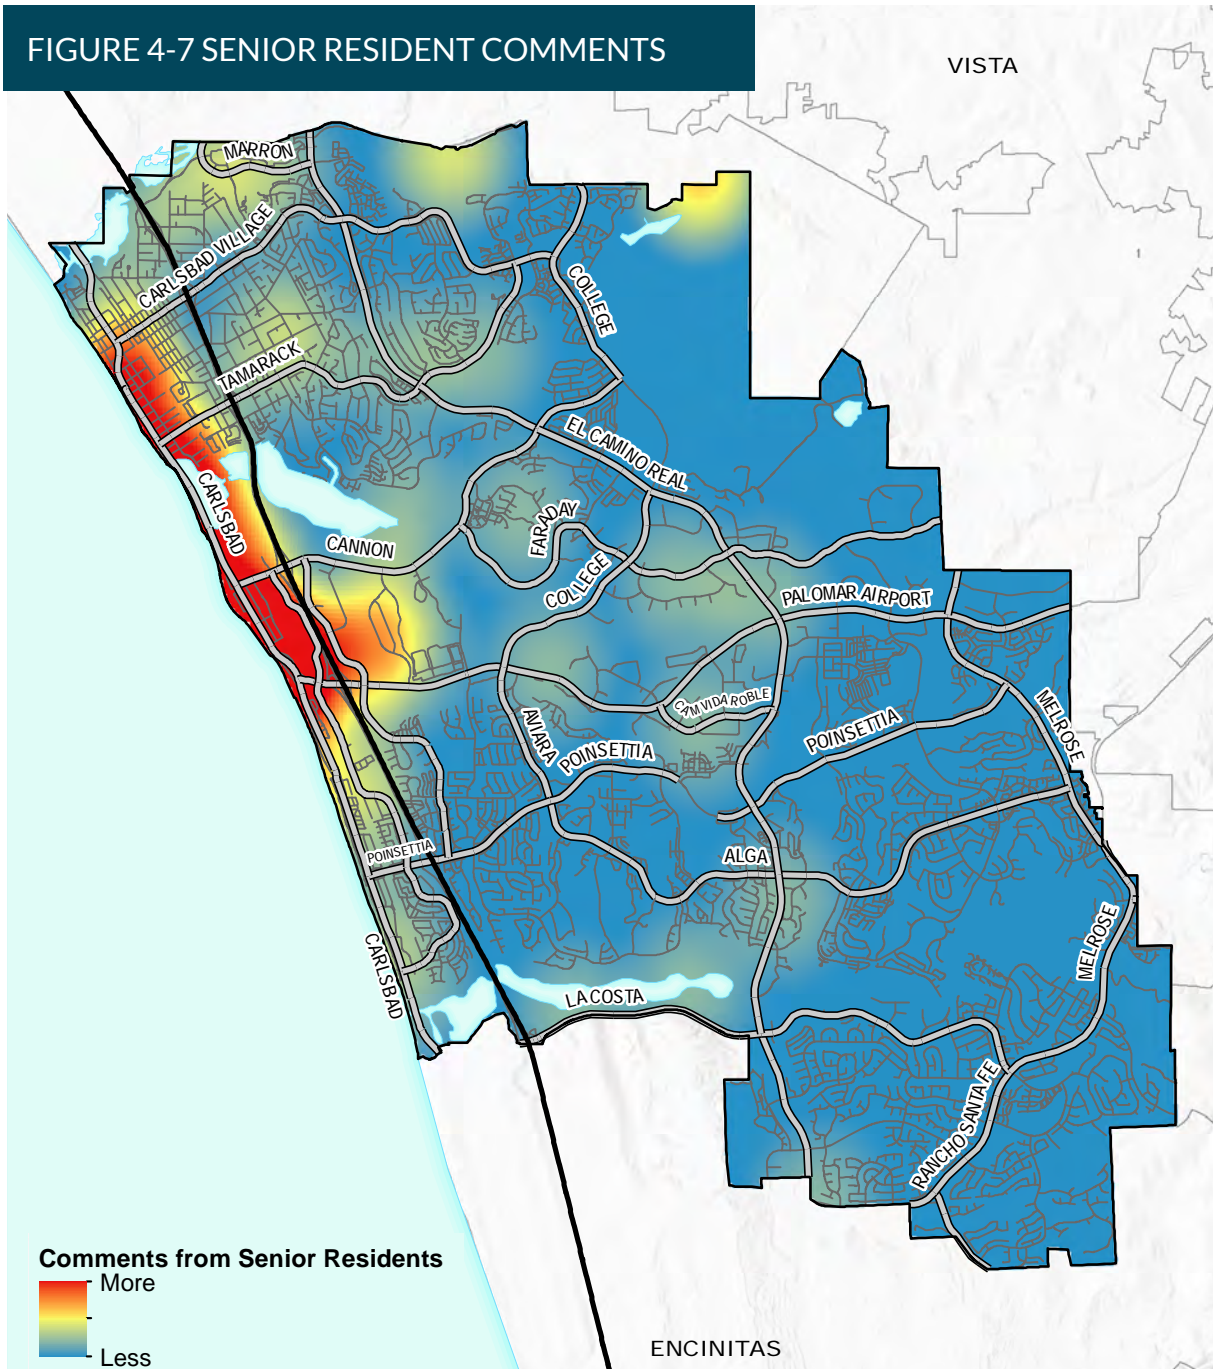 FIGURE 4-7 SENIOR RESIDENT COMMENTS
VISTA
MARRON
CARLSBAD VILLAGE
COLLEGE
TAMARACK
EL CAMINO REAL
CARLSBAD
FARADAY
CANNON
COLLEGE
PALOMAR AIRPORT
CAM VIDA ROBLE
MELROSE
AVIARA
POINSETTIA
POINSETTIA
POINSETTIA
ALGA
MELROSE
CARLSBAD
LA COSTA
RANCHO SANTA FE
Comments from Senior Residents
More
Less
ENCINITAS